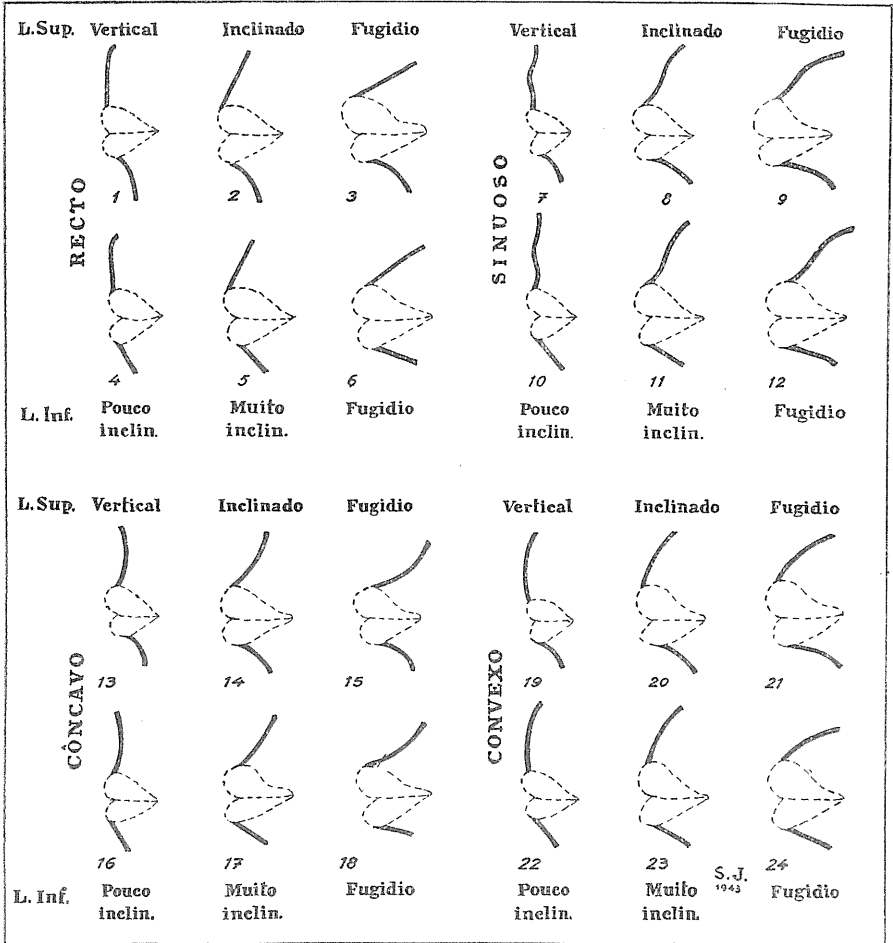 L.Sup. Vertical Inclinado Fugidio Vertical Inclinado Fugidio
RECTO
1 2 3
SINUOSO
7 8 9
4 5 6 10 11 12
L. Inf. Pouco inclin. Muito inclin. Fugidio Pouco inclin. Muito inclin. Fugidio
L.Sup. Vertical Inclinado Fugidio Vertical Inclinado Fugidio
CÔNCAVO
13 14 15
CONVEXO
19 20 21
16 17 18 22 23 24
S.J.
1943
L. Inf. Pouco inclin. Muito inclin. Fugidio Pouco inclin. Muito inclin. Fugidio